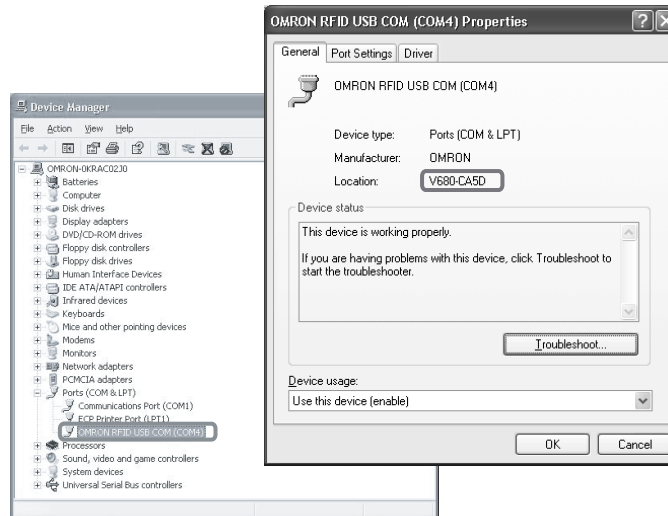 OMRON RFID USB COM (COM4) Properties
General
Port Settings
Driver
OMRON RFID USB COM (COM4)
Device type: Ports (COM & LPT)
Manufacturer: OMRON
Location: V680-CA5D
Device status
This device is working properly.
If you are having problems with this device, click Troubleshoot to
start the troubleshooter.
Troubleshoot...
Device usage:
Use this device (enable)
OK
Cancel
Device Manager
File Action View Help
OMRON-0KRAC02J0
Batteries
Computer
Disk drives
Display adapters
DVD/CD-ROM drives
Floppy disk controllers
Floppy disk drives
Human Interface Devices
IDE ATA/ATAPI controllers
Infrared devices
Keyboards
Mice and other pointing devices
Modems
Monitors
Network adapters
PCMCIA adapters
Ports (COM & LPT)
Communications Port (COM1)
ECP Printer Port (LPT1)
OMRON RFID USB COM (COM4)
Processors
Sound, video and game controllers
System devices
Universal Serial Bus controllers